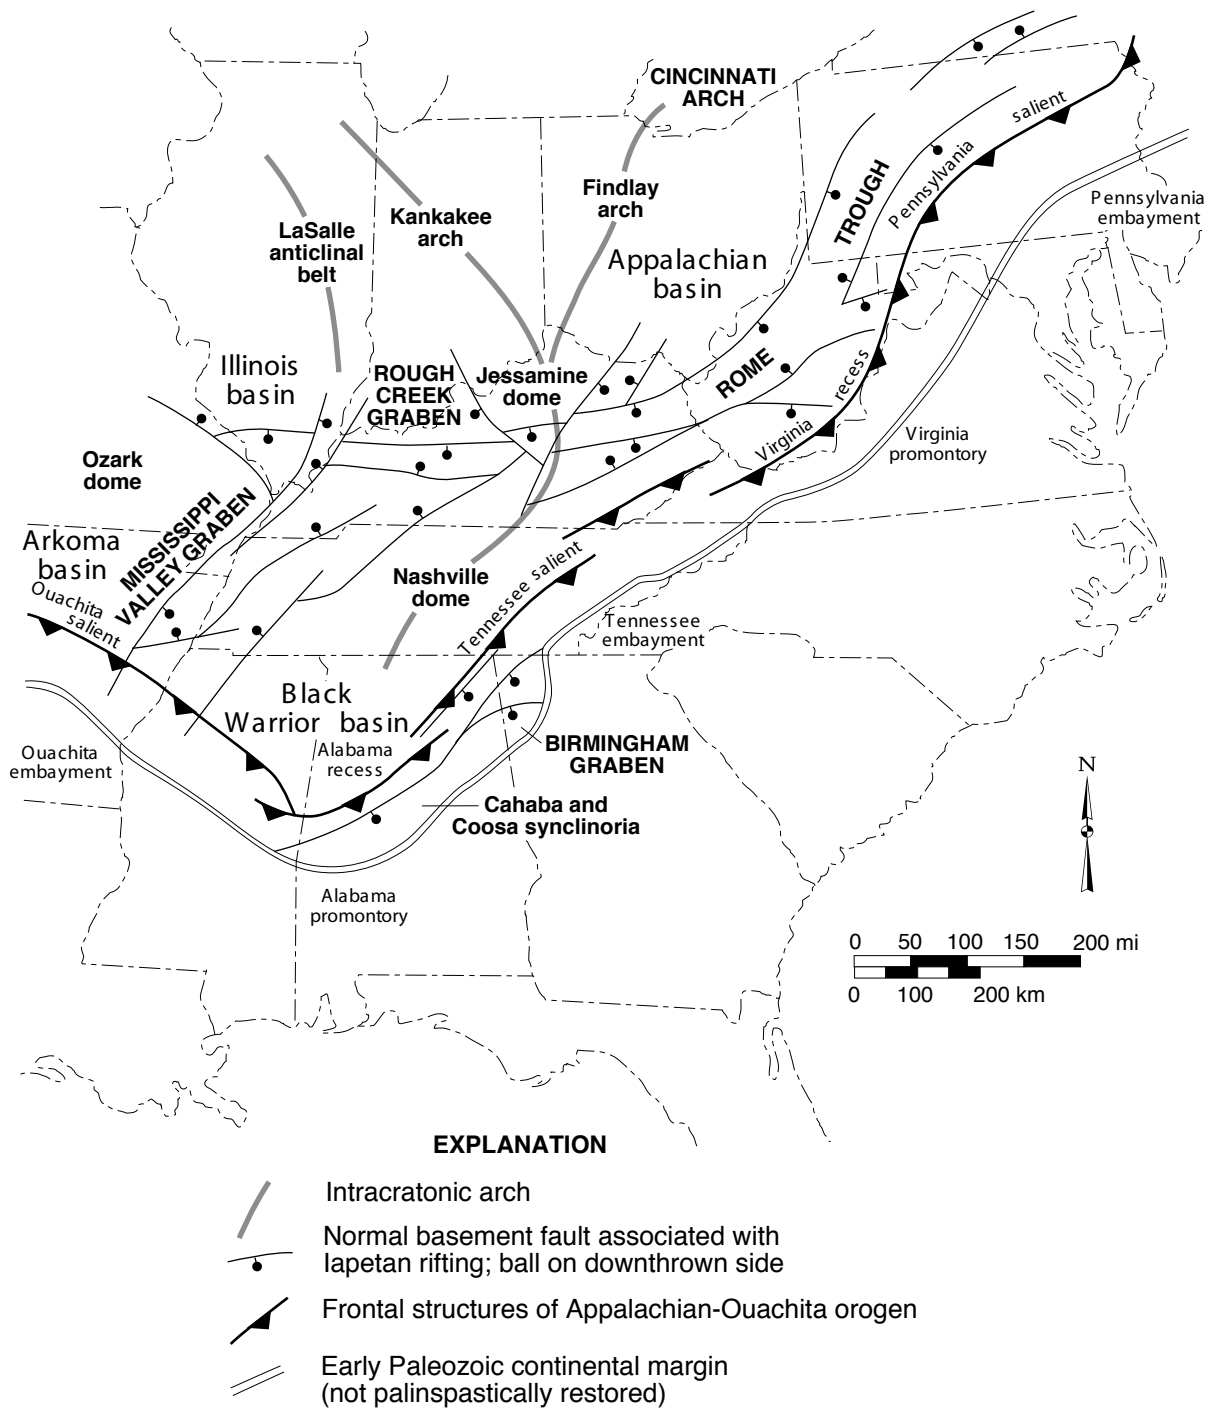 CINCINNATI
ARCH
salient
Pennsylvania
TROUGH
Pennsylvania
embayment
Findlay
arch
Kankakee
arch
LaSalle
anticlinal
belt
Appalachian
basin
Illinois
basin
ROUGH
CREEK
GRABEN
Jessamine
dome
ROME
recess
Virginia
Virginia
promontory
Ozark
dome
MISSISSIPPI
VALLEY GRABEN
Arkoma
basin
Ouachita
salient
Nashville
dome
Tennessee salient
Tennessee
embayment
Black
Warrior basin
Alabama
recess
Ouachita
embayment
BIRMINGHAM
GRABEN
Cahaba and
Coosa synclinoria
Alabama
promontory
N
0 50 100 150 200 mi
0 100 200 km
EXPLANATION
Intracratonic arch
Normal basement fault associated with
Iapetan rifting; ball on downthrown side
Frontal structures of Appalachian-Ouachita orogen
Early Paleozoic continental margin
(not palinspastically restored)